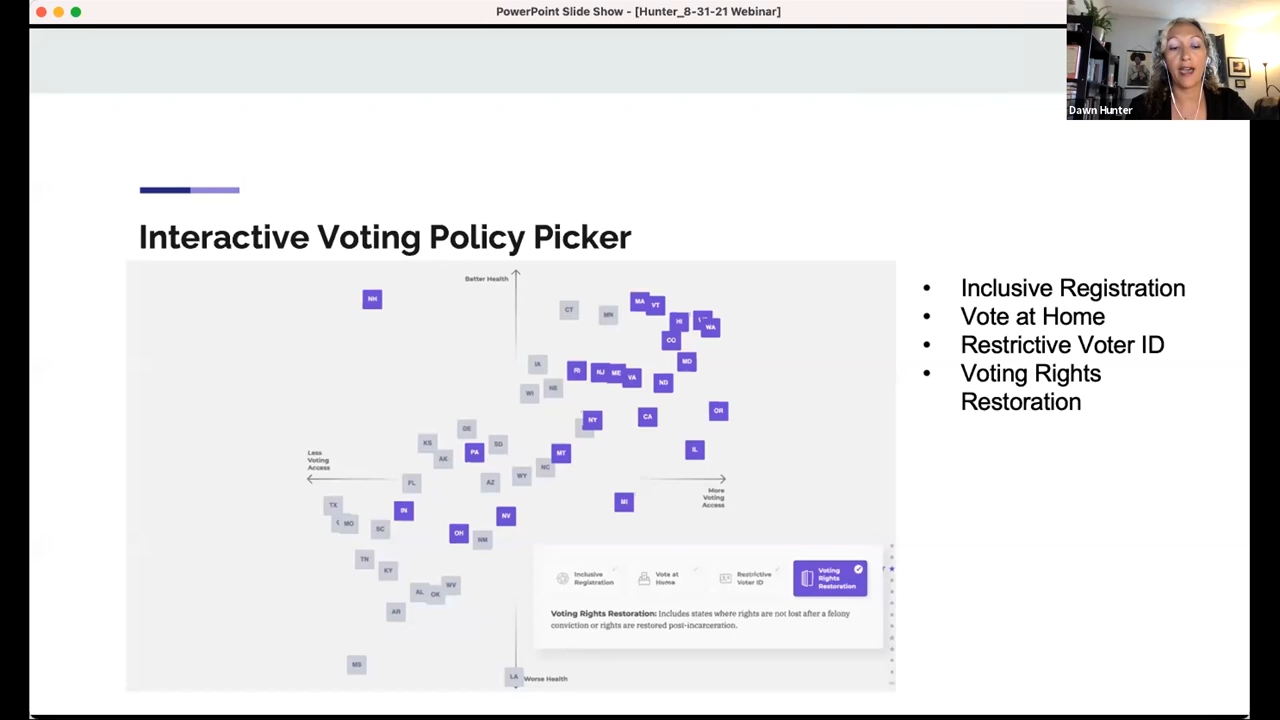 PowerPoint Slide Show - [Hunter_8-31-21 Webinar]
Dawn Hunter
Interactive Voting Policy Picker
Better Health
NH
CT
MN
MA
VT
HI
WA
CO
IA
RI
NJ
ME
VA
MD
ND
WI
NE
NY
CA
OR
DE
KS
AK
PA
SD
MT
IL
Less
Voting
Access
FL
AZ
WY
NC
More
Voting
Access
TX
MO
SC
IN
OH
NV
NM
MI
TN
KY
AL
OK
WV
AR
MS
LA
Worse Health
Inclusive
Registration
Vote at
Home
Restrictive
Voter ID
Voting
Rights
Restoration
Voting Rights Restoration: Includes states where rights are not lost after a felony
conviction or rights are restored post-incarceration.
• Inclusive Registration
• Vote at Home
• Restrictive Voter ID
• Voting Rights
Restoration